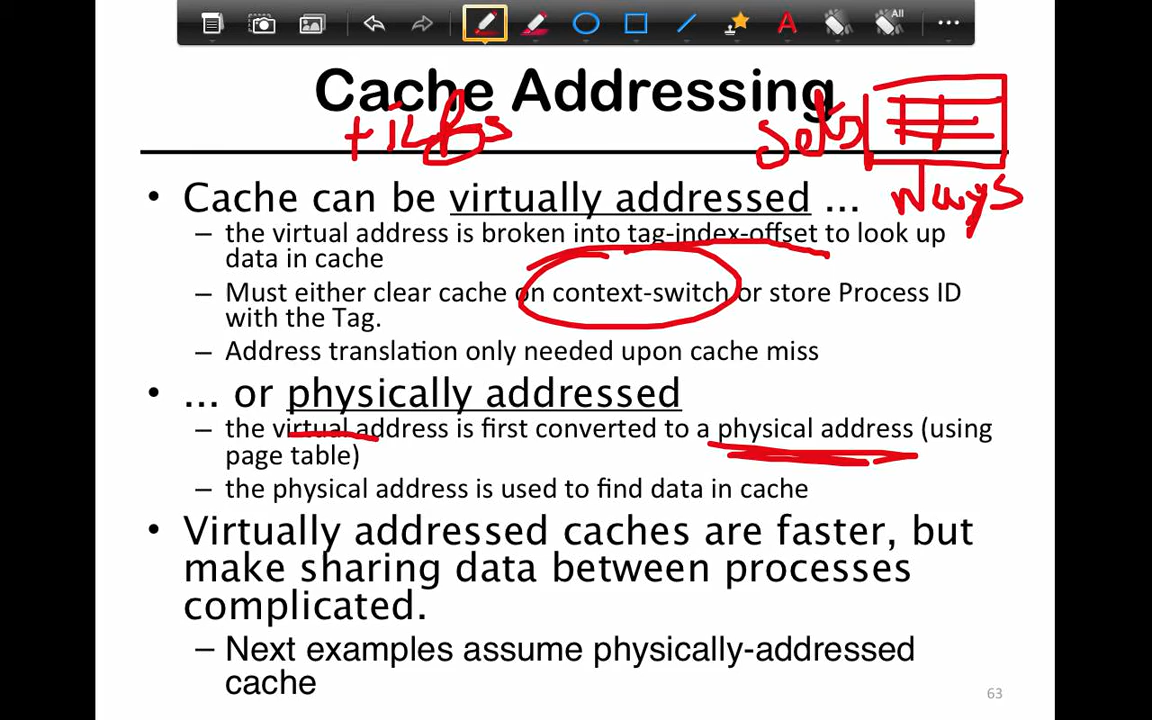 All
A
Cache Addressing
sets
N ways
• Cache can be virtually addressed ...
– the virtual address is broken into tag-index-offset to look up
data in cache
– Must either clear cache on context-switch or store Process ID
with the Tag.
– Address translation only needed upon cache miss
• ... or physically addressed
– the virtual address is first converted to a physical address (using
page table)
– the physical address is used to find data in cache
• Virtually addressed caches are faster, but
make sharing data between processes
complicated.
– Next examples assume physically-addressed
cache
63